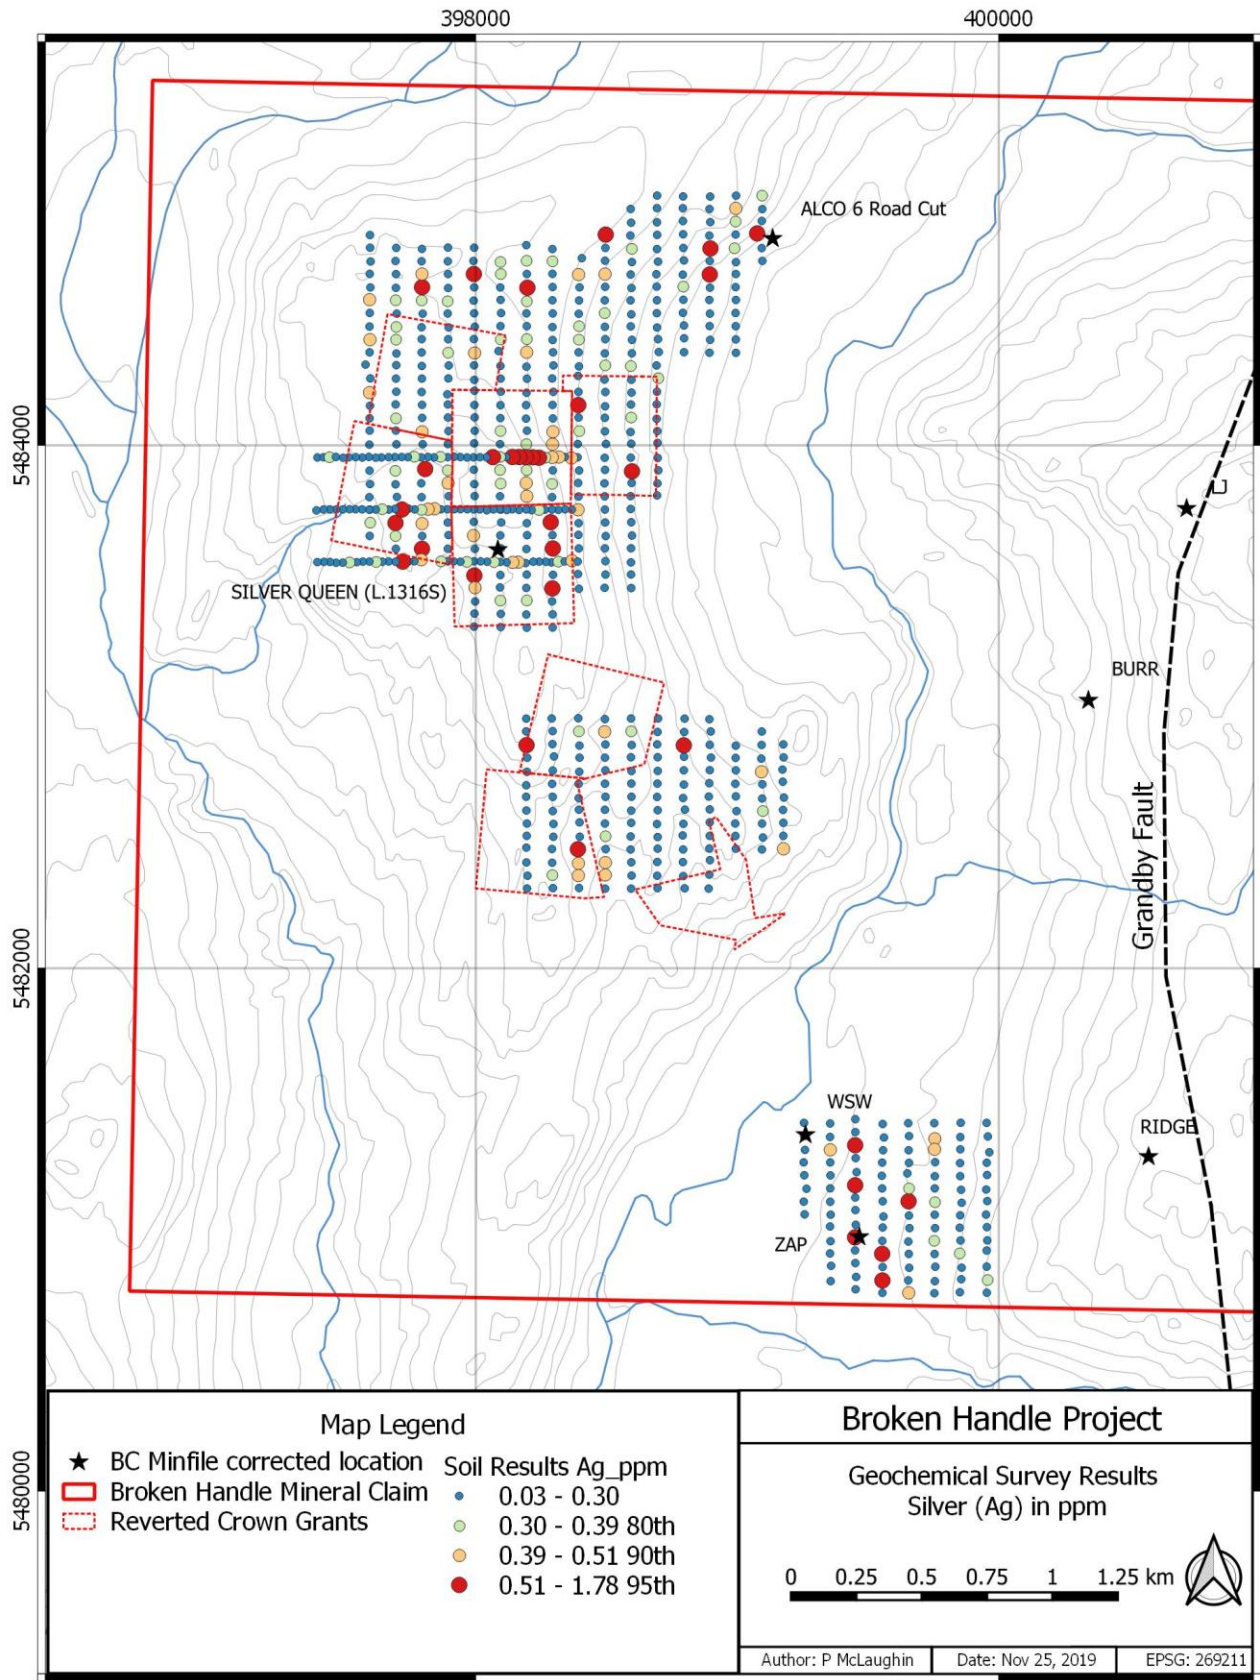 398000
400000
ALCO 6 Road Cut
5484000
SILVER QUEEN (L.1316S)
BURR
Grandby Fault
5482000
WSW
RIDGE
ZAP
5480000
Map Legend
BC Minfile corrected location
Broken Handle Mineral Claim
Reverted Crown Grants
Soil Results Ag_ppm
0.03 - 0.30
0.30 - 0.39 80th
0.39 - 0.51 90th
0.51 - 1.78 95th
Broken Handle Project
Geochemical Survey Results
Silver (Ag) in ppm
0 0.25 0.5 0.75 1 1.25 km
Author: P McLaughin
Date: Nov 25, 2019
EPSG: 269211